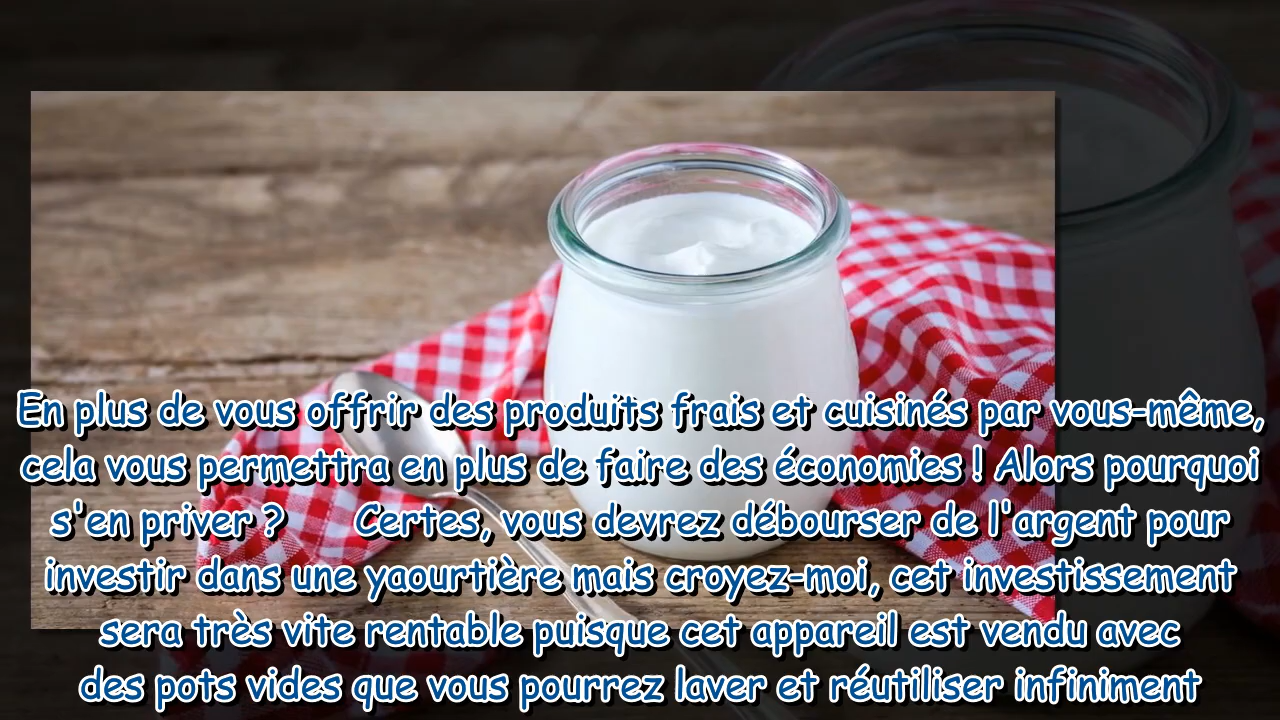 En plus de vous offrir des produits frais et cuisinés par vous-même,
cela vous permettra en plus de faire des économies ! Alors pourquoi
s'en priver ? Certes, vous devrez débourser de l'argent pour
investir dans une yaourtière mais croyez-moi, cet investissement
sera très vite rentable puisque cet appareil est vendu avec
des pots vides que vous pourrez laver et réutiliser infiniment